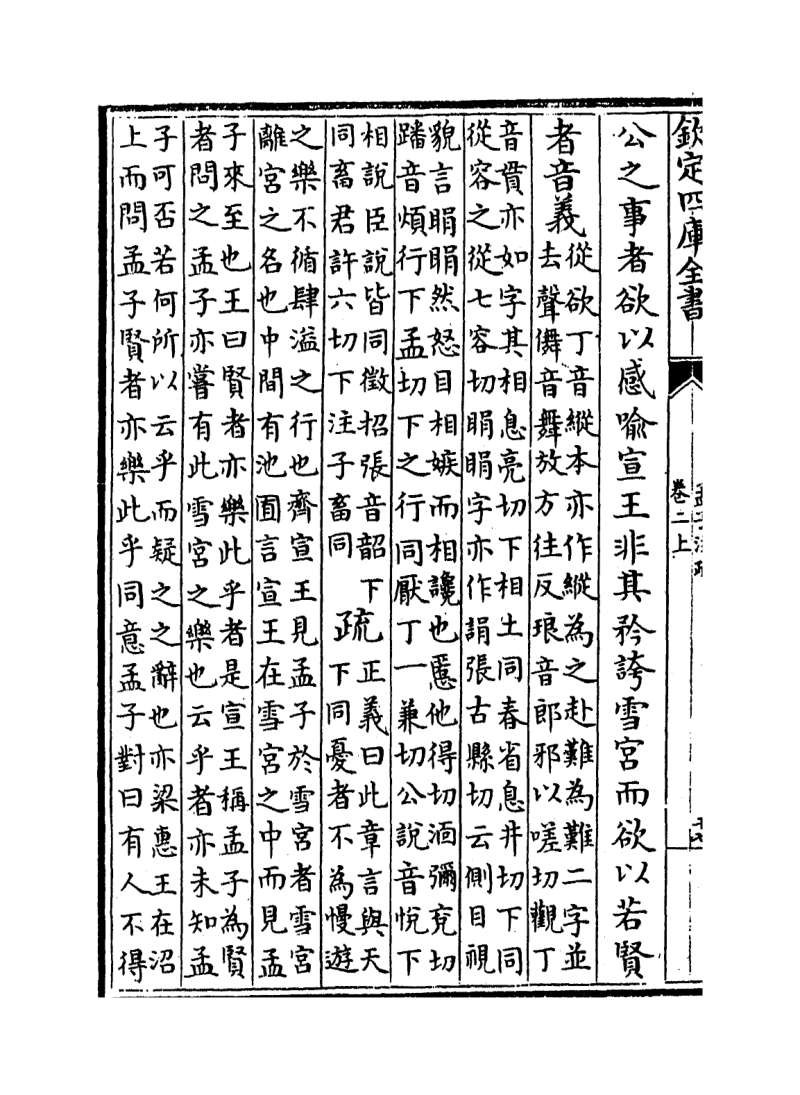 欽定四庫全書
卷二上
公之事者欲以感喻宣王非其矜誇雪宮而欲以若賢
者音義
從欲丁音縱本亦作縱為之赴難為難二字並
去聲儛音舞放方往反琅音郎邪以嗟切觀丁
音貫亦如字其相息亮切下相土同春省息井切下同
從容之從七容切睊睊字亦作張古縣切云側目視
貌言睊睊然怒目相嫉而相讒也慝他得切湎彌兖切
蹯音煩行下孟切下之行同厭丁一兼切公說音悅下
相說臣說皆同徵招張音韶下
同畜君許六切下注子畜同
疏
正義曰此章言與天
下同憂者不為慢遊
之樂不循肆溢之行也齊宣王見孟子於雪宮者雪宮
離宮之名也中間有池囿言宣王在雪宮之中而見孟
子來至也王曰賢者亦樂此乎者是宣王稱孟子為賢
者問之孟子亦嘗有此雪宮之樂也云乎者亦未知孟
子可否若何所以云乎而疑之之辭也亦梁惠王在沼
上而問孟子賢者亦樂此乎同意孟子對曰有人不得